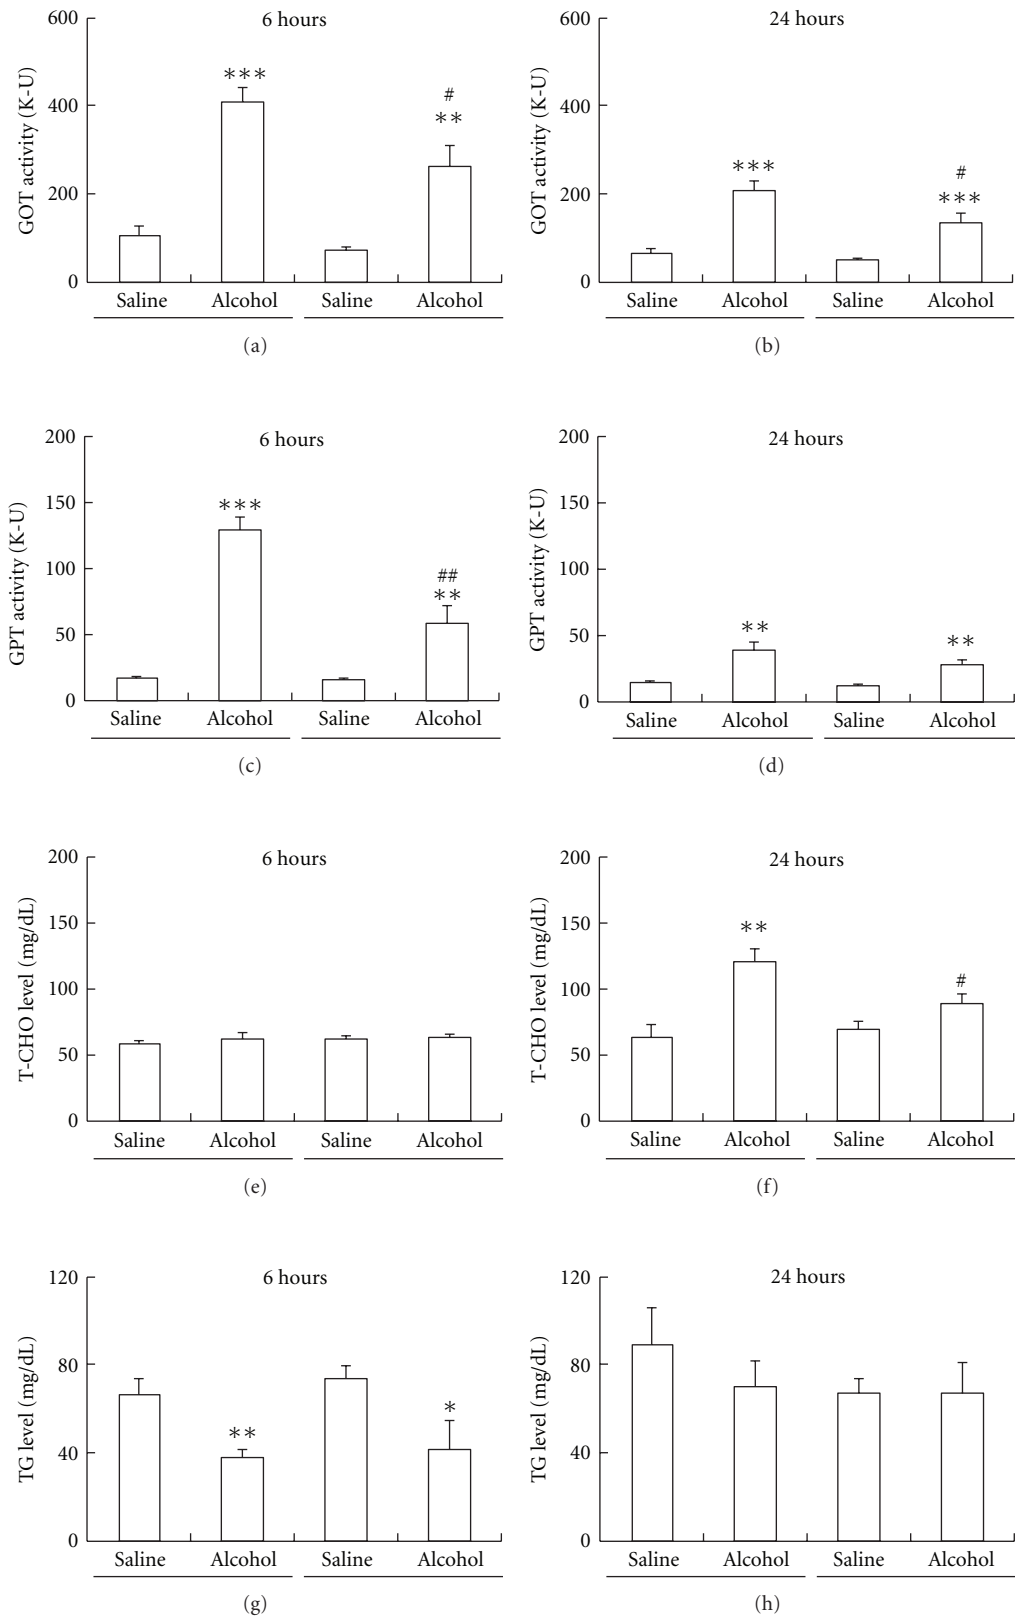 6 hours
GOT activity (K-U)
600
400
200
0
***
#
**
Saline Alcohol Saline Alcohol
(a)
24 hours
GOT activity (K-U)
600
400
200
0
***
#
***
Saline Alcohol Saline Alcohol
(b)
6 hours
GPT activity (K-U)
200
150
100
50
0
***
##
**
Saline Alcohol Saline Alcohol
(c)
24 hours
GPT activity (K-U)
200
150
100
50
0
**
**
Saline Alcohol Saline Alcohol
(d)
6 hours
T-CHO level (mg/dL)
200
150
100
50
0
Saline Alcohol Saline Alcohol
(e)
24 hours
T-CHO level (mg/dL)
200
150
100
50
0
**
#
Saline Alcohol Saline Alcohol
(f)
6 hours
TG level (mg/dL)
120
80
40
0
**
*
Saline Alcohol Saline Alcohol
(g)
24 hours
TG level (mg/dL)
120
80
40
0
Saline Alcohol Saline Alcohol
(h)